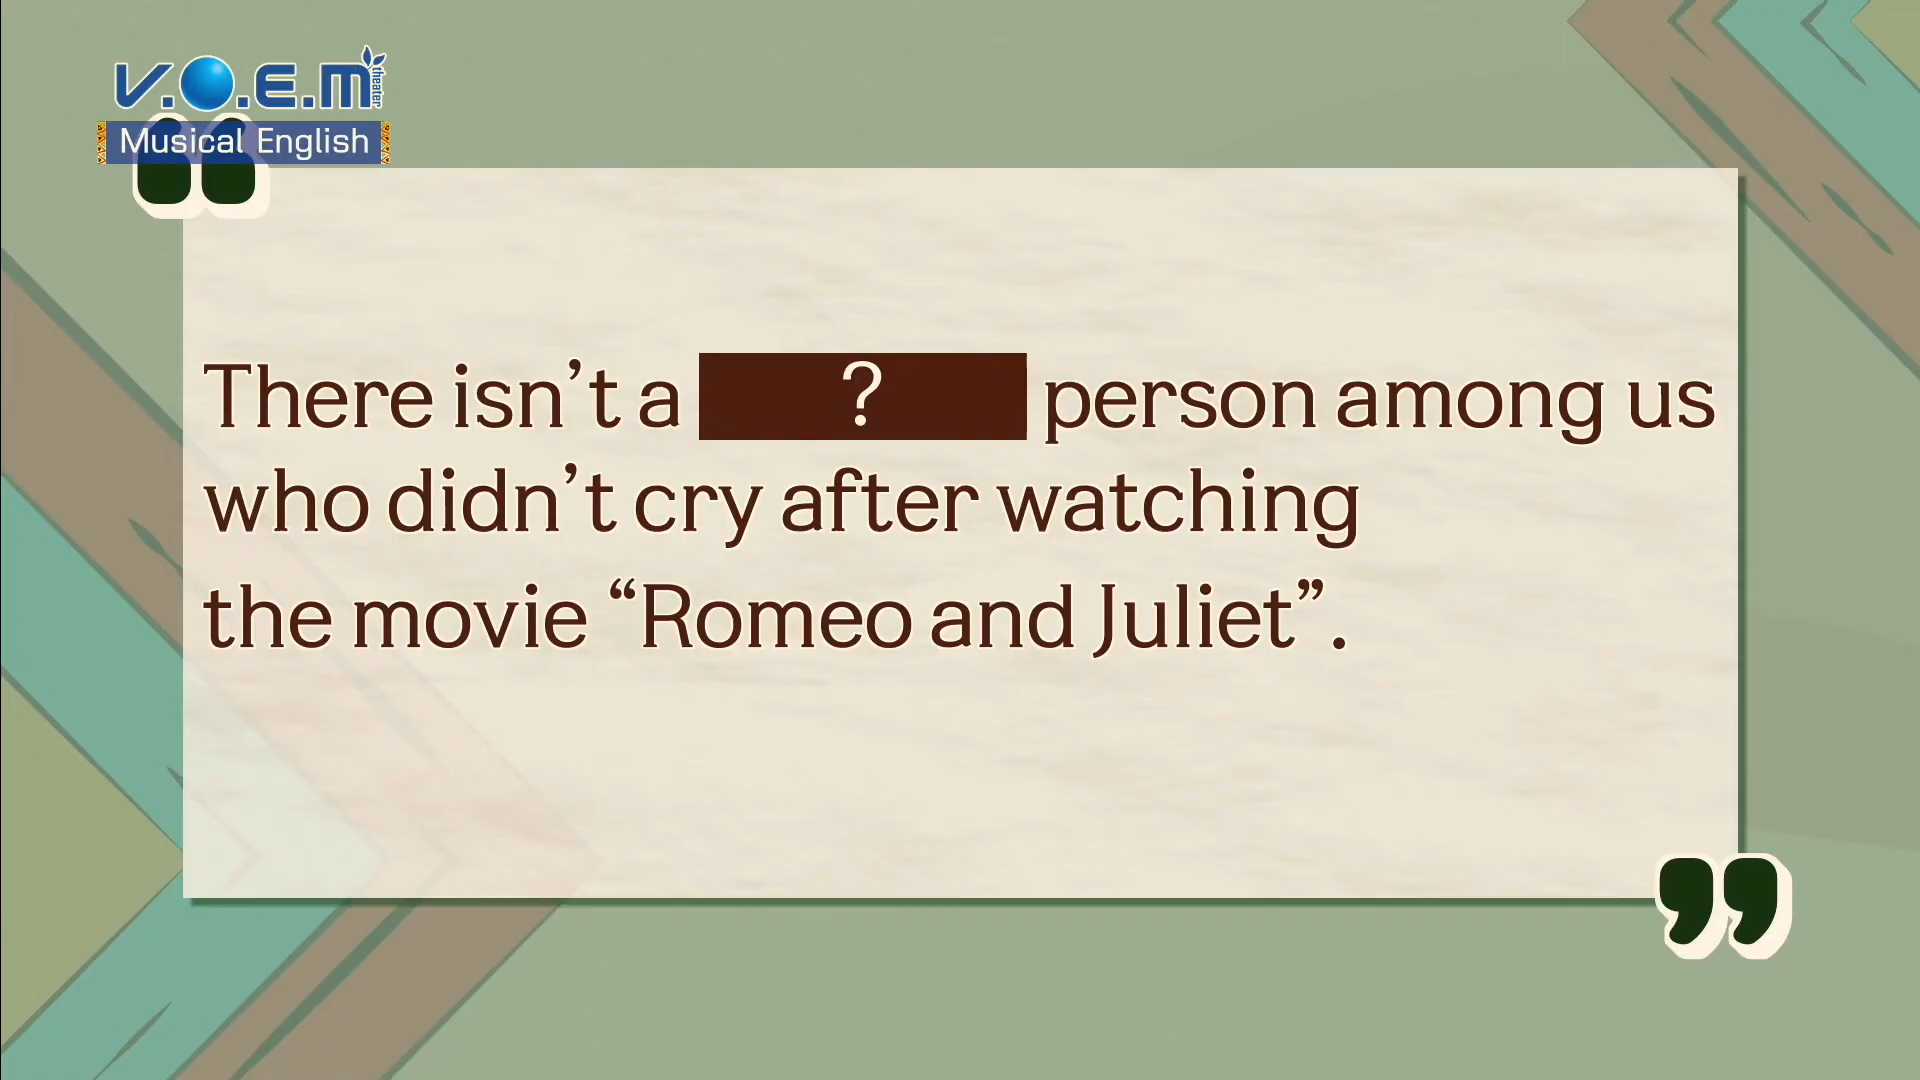 V.O.E.M theater
Musical English
There isn’t a ? person among us
who didn’t cry after watching
the movie “Romeo and Juliet”.